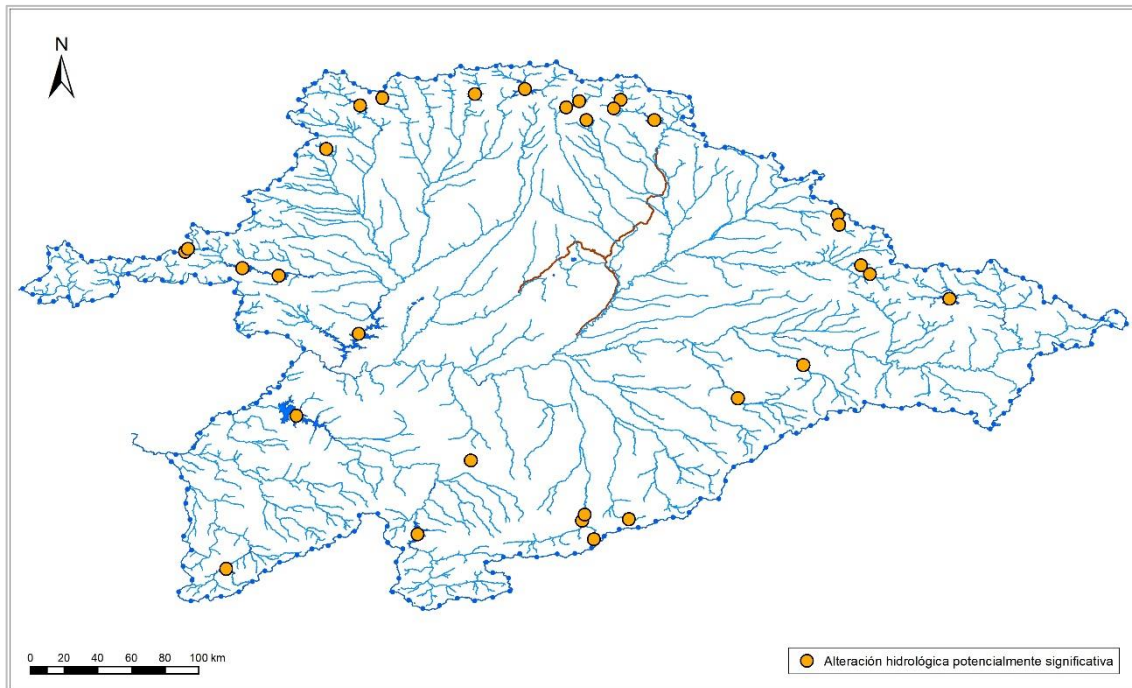 N
0 20 40 60 80 100 km
Alteración hidrológica potencialmente significativa